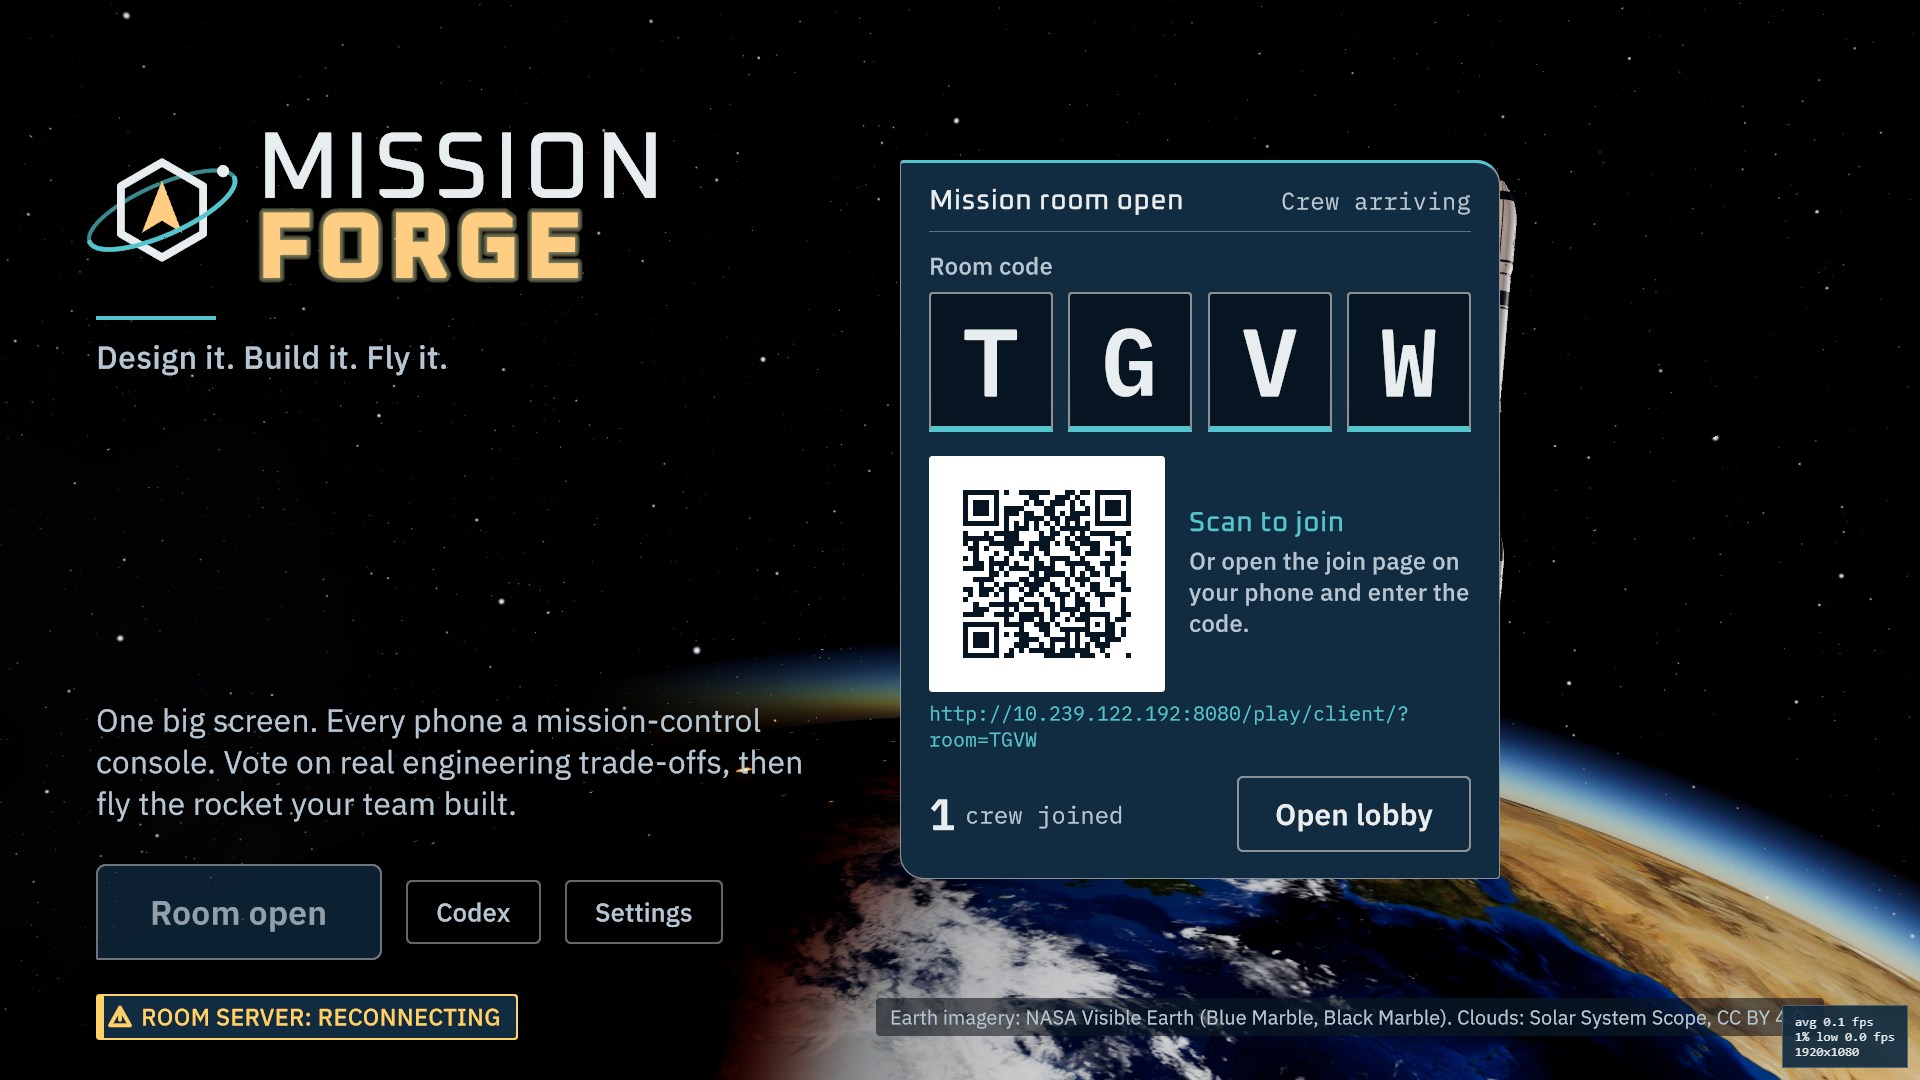 MISSION
FORGE
Design it. Build it. Fly it.
One big screen. Every phone a mission-control
console. Vote on real engineering trade-offs, then
fly the rocket your team built.
Room open
Codex
Settings
ROOM SERVER: RECONNECTING
Mission room open
Crew arriving
Room code
T G V W
Scan to join
Or open the join page on
your phone and enter the
code.
http://10.239.122.192:8080/play/client/?
room=TGVW
1 crew joined
Open lobby
Earth imagery: NASA Visible Earth (Blue Marble, Black Marble). Clouds: Solar System Scope, CC BY
avg 0.1 fps
1% low 0.0 fps
1920x1080